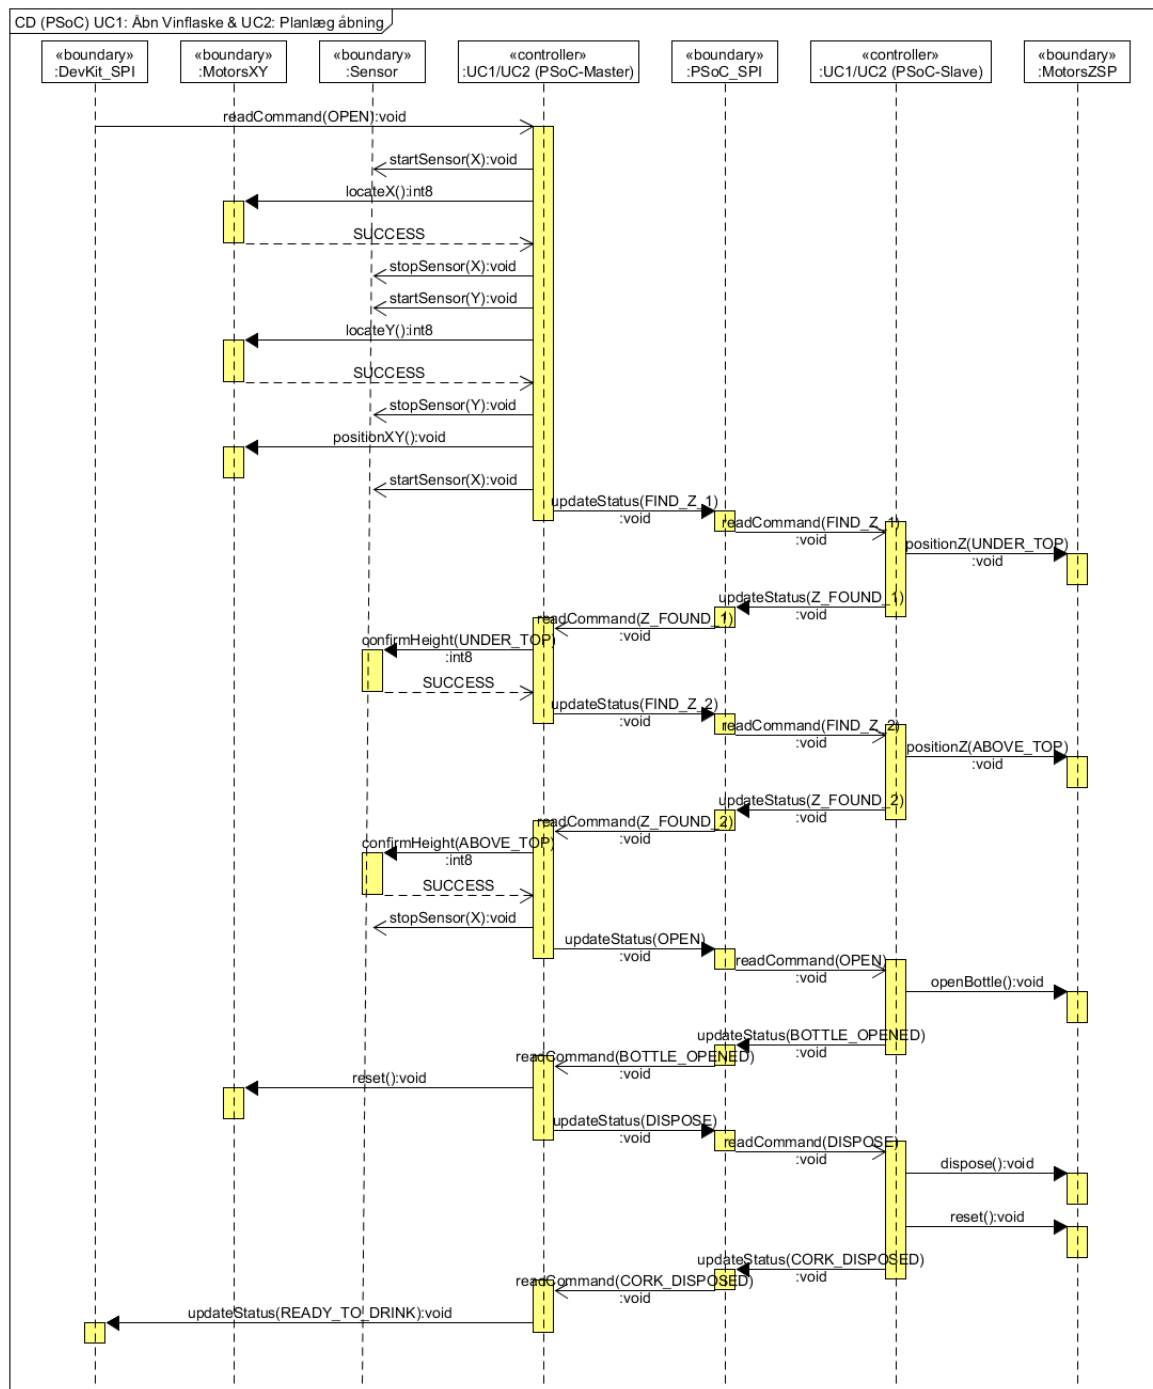 CD (PSoC) UC1: Åbn Vinflaske & UC2: Planlæg åbning
«boundary»
:DevKit_SPI
«boundary»
:MotorsXY
«boundary»
:Sensor
«controller»
:UC1/UC2 (PSoC-Master)
«boundary»
:PSoC_SPI
«controller»
:UC1/UC2 (PSoC-Slave)
«boundary»
:MotorsZSP
readCommand(OPEN):void
startSensor(X):void
locateX():int8
SUCCESS
stopSensor(X):void
startSensor(Y):void
locateY():int8
SUCCESS
stopSensor(Y):void
positionXY():void
startSensor(X):void
updateStatus(FIND_Z_1)
:void
readCommand(FIND_Z_1)
:void
positionZ(UNDER_TOP)
:void
updateStatus(Z_FOUND_1)
:void
readCommand(Z_FOUND_1)
:void
confirmHeight(UNDER_TOP)
:int8
SUCCESS
updateStatus(FIND_Z_2)
:void
readCommand(FIND_Z_2)
:void
positionZ(ABOVE_TOP)
:void
updateStatus(Z_FOUND_2)
:void
readCommand(Z_FOUND_2)
:void
confirmHeight(ABOVE_TOP)
:int8
SUCCESS
stopSensor(X):void
updateStatus(OPEN)
:void
readCommand(OPEN)
:void
openBottle():void
updateStatus(BOTTLE_OPENED)
:void
readCommand(BOTTLE_OPENED)
:void
reset():void
updateStatus(DISPOSE)
:void
readCommand(DISPOSE)
:void
dispose():void
reset():void
updateStatus(CORK_DISPOSED)
:void
readCommand(CORK_DISPOSED)
:void
updateStatus(READY_TO_DRINK):void